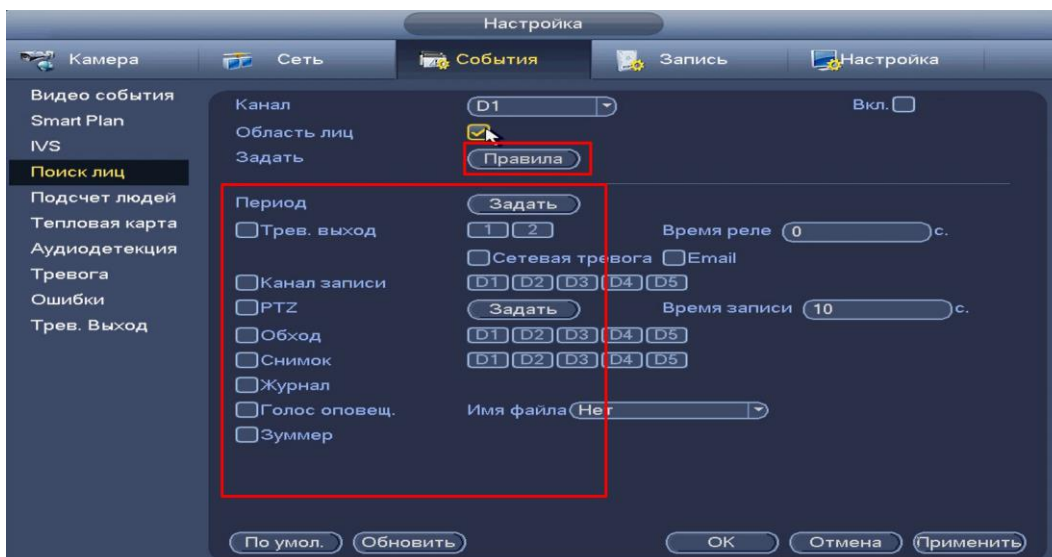 Настройка
Камера Сеть События Запись Настройка
Видео события
Smart Plan
IVS
Поиск лиц
Подсчет людей
Тепловая карта
Аудиодетекция
Тревога
Ошибки
Трев. Выход
Канал D1 Вкл.
Область лиц
Задать Правила
Период Задать
Трев. выход 1 2 Время реле 0 с.
Сетевая тревога Email
Канал записи D1 D2 D3 D4 D5
PTZ Задать Время записи 10 с.
Обход D1 D2 D3 D4 D5
Снимок D1 D2 D3 D4 D5
Журнал
Голос оповещ. Имя файла Нет
Зуммер
По умол. Обновить OK Отмена Применить